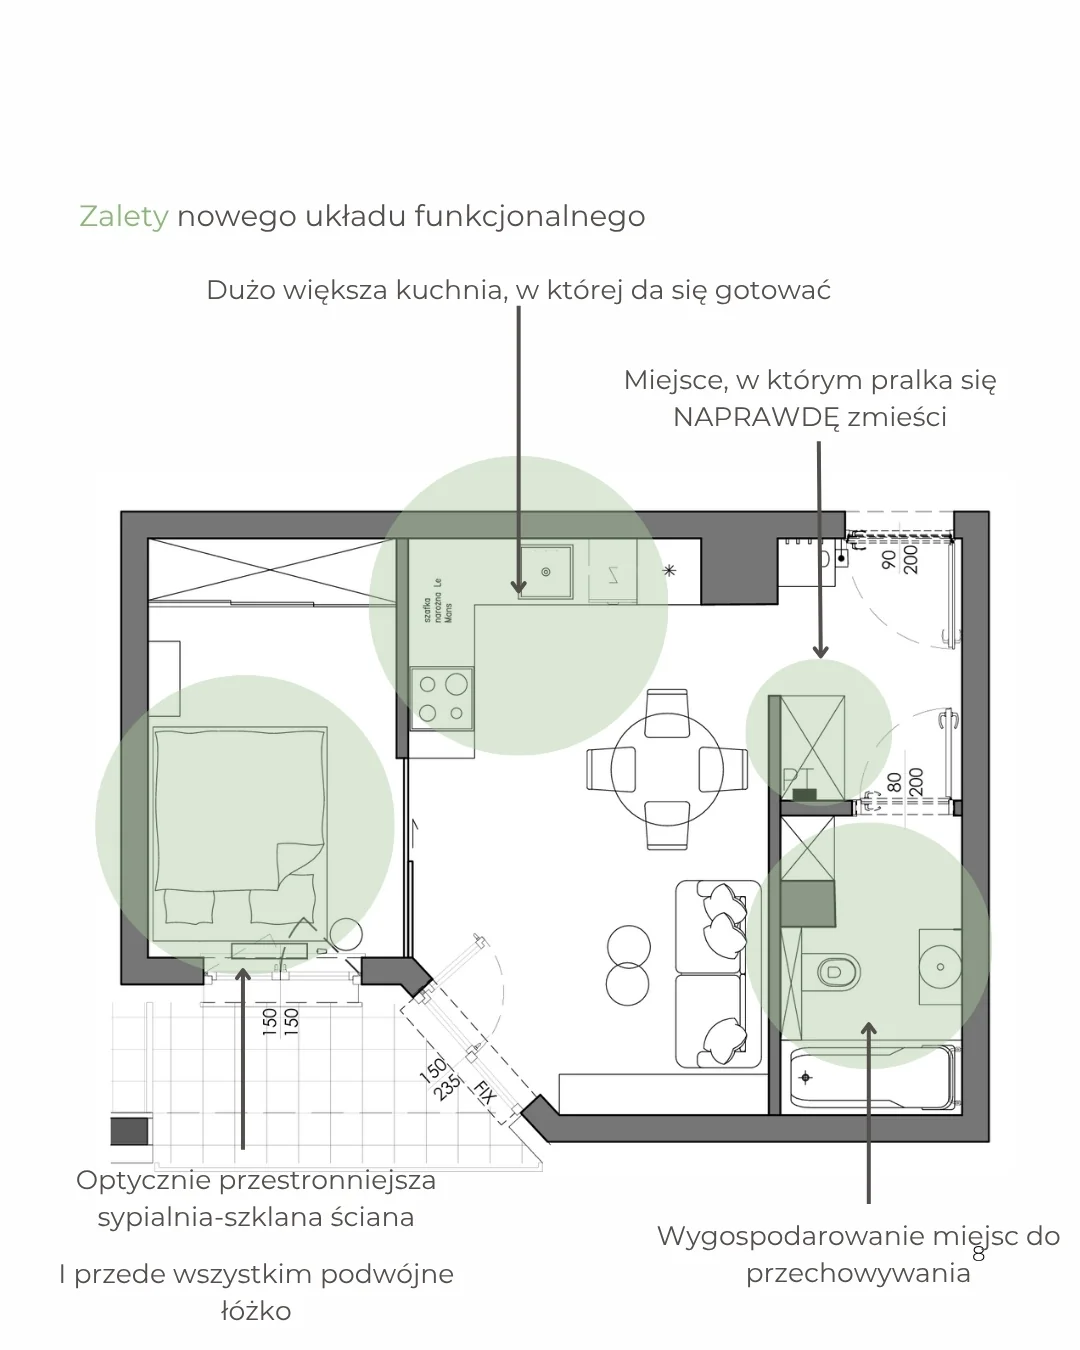 Zalety nowego układu funkcjonalnego
Dużo większa kuchnia, w której da się gotować
Miejsce, w którym pralka się
NAPRAWDĘ zmieści
90
200
szafka
narożna Le
Mans
PT
80
200
150
150
150
235
FIX
Optycznie przestronniejsza
sypialnia-szklana ściana
I przede wszystkim podwójne
łóżko
Wygospodarowanie miejsc do
przechowywania
8